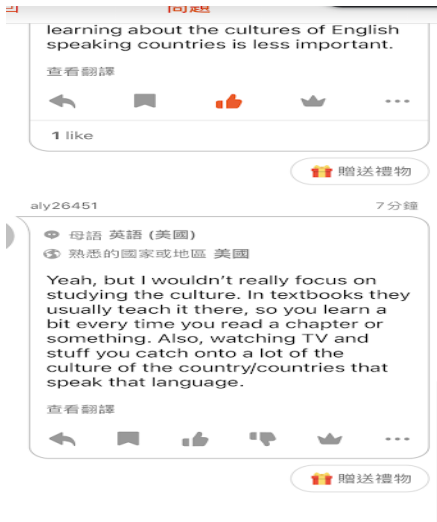 問題
learning about the cultures of English
speaking countries is less important.
查看翻譯
1 like
贈送禮物
aly26451 7分鐘
母語 英語 (美國)
熟悉的國家或地區 美國
Yeah, but I wouldn't really focus on
studying the culture. In textbooks they
usually teach it there, so you learn a
bit every time you read a chapter or
something. Also, watching TV and
stuff you catch onto a lot of the
culture of the country/countries that
speak that language.
查看翻譯
贈送禮物